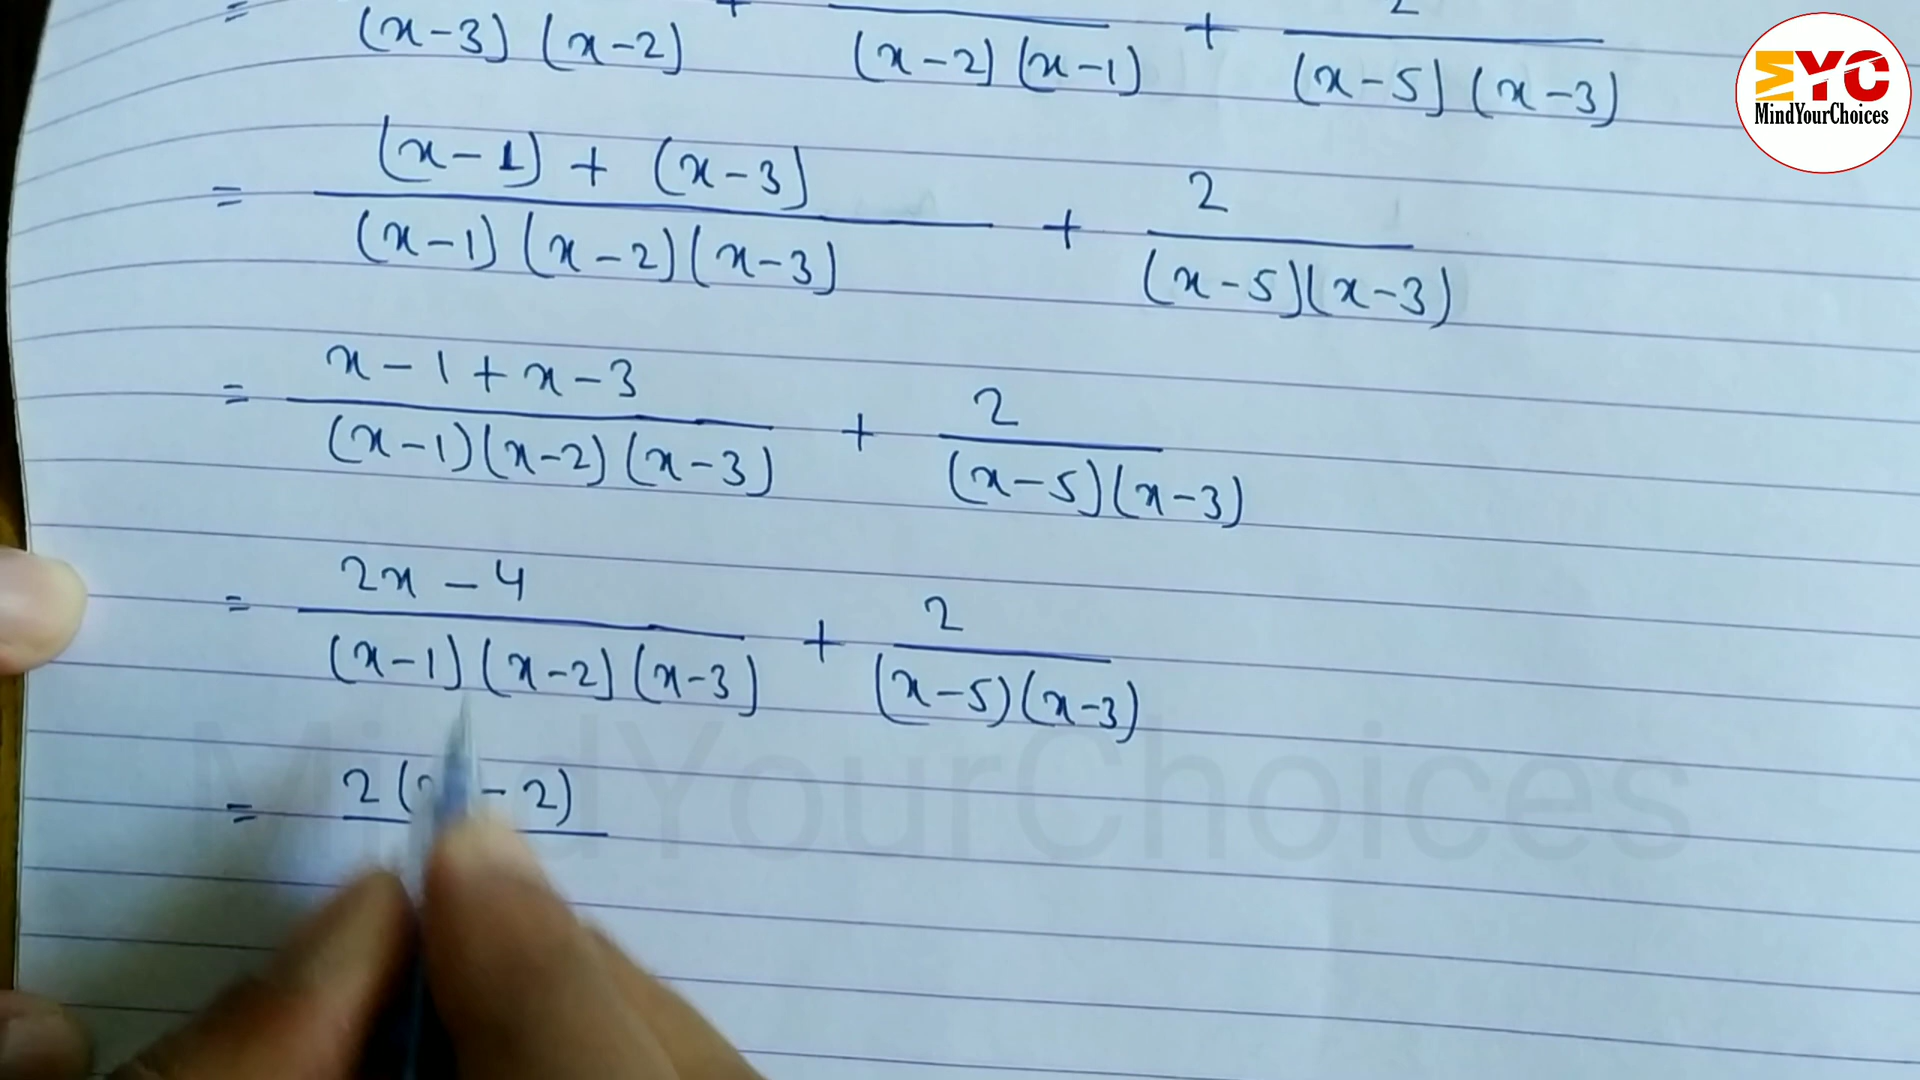 = (x-3) (x-2) + (x-2) (x-1) + 2/(x-5) (x-3)
MYC
MindYourChoices
= (x-1) + (x-3)/(x-1) (x-2) (x-3) + 2/(x-5)(x-3)
= x-1+x-3/(x-1)(x-2)(x-3) + 2/(x-5)(x-3)
= 2x-4/(x-1)(x-2)(x-3) + 2/(x-5)(x-3)
MindYourChoices
= 2( -2)